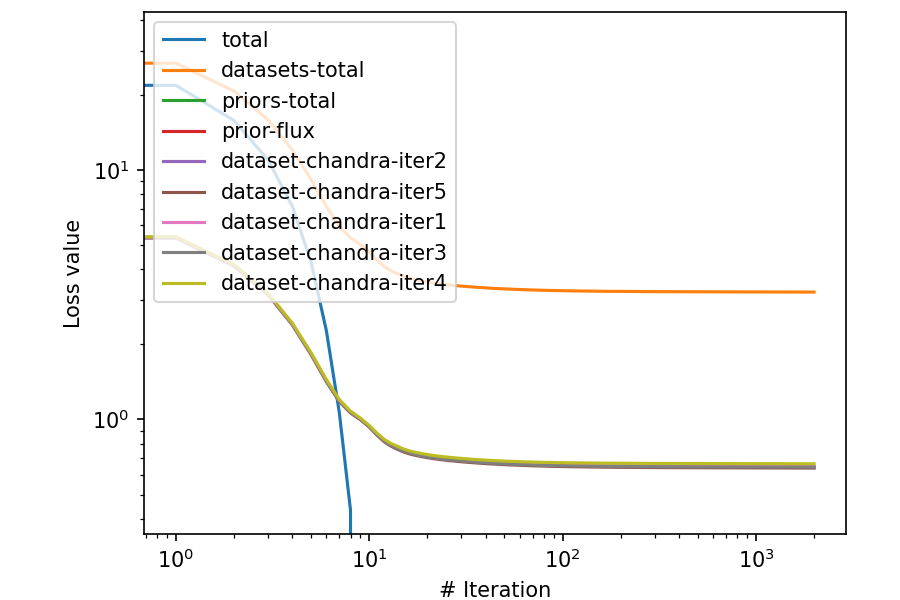 total
datasets-total
priors-total
prior-flux
dataset-chandra-iter2
dataset-chandra-iter5
dataset-chandra-iter1
dataset-chandra-iter3
dataset-chandra-iter4
Loss value
10¹
10⁰
10⁰ 10¹ 10² 10³
# Iteration